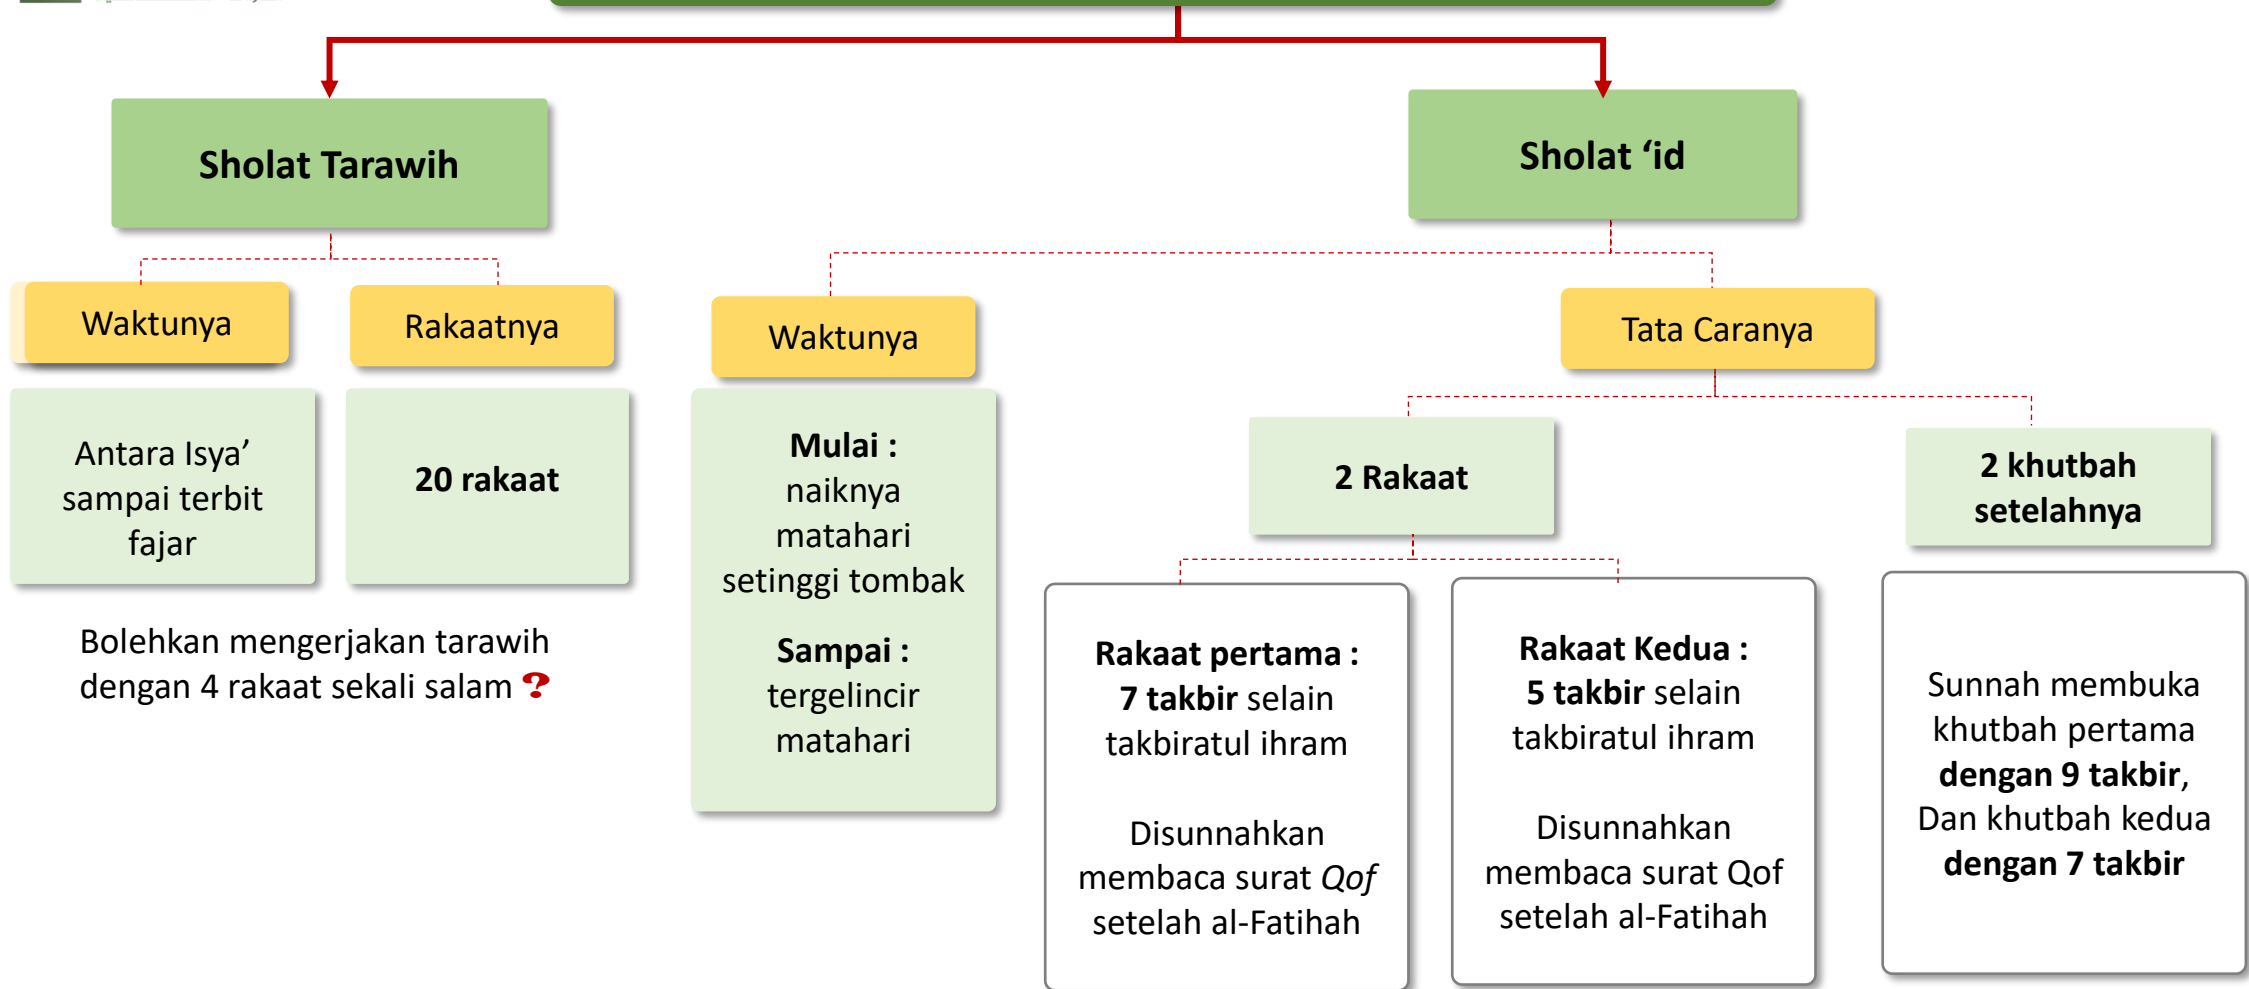 Sholat Tarawih
Sholat ‘id
Waktunya
Rakaatnya
Waktunya
Tata Caranya
Antara Isya’
sampai terbit
fajar
20 rakaat
Bolehkan mengerjakan tarawih
dengan 4 rakaat sekali salam ?
Mulai :
naiknya
matahari
setinggi tombak
Sampai :
tergelincir
matahari
2 Rakaat
2 khutbah
setelahnya
Rakaat pertama :
7 takbir selain
takbiratul ihram
Disunnahkan
membaca surat Qof
setelah al-Fatihah
Rakaat Kedua :
5 takbir selain
takbiratul ihram
Disunnahkan
membaca surat Qof
setelah al-Fatihah
Sunnah membuka
khutbah pertama
dengan 9 takbir,
Dan khutbah kedua
dengan 7 takbir